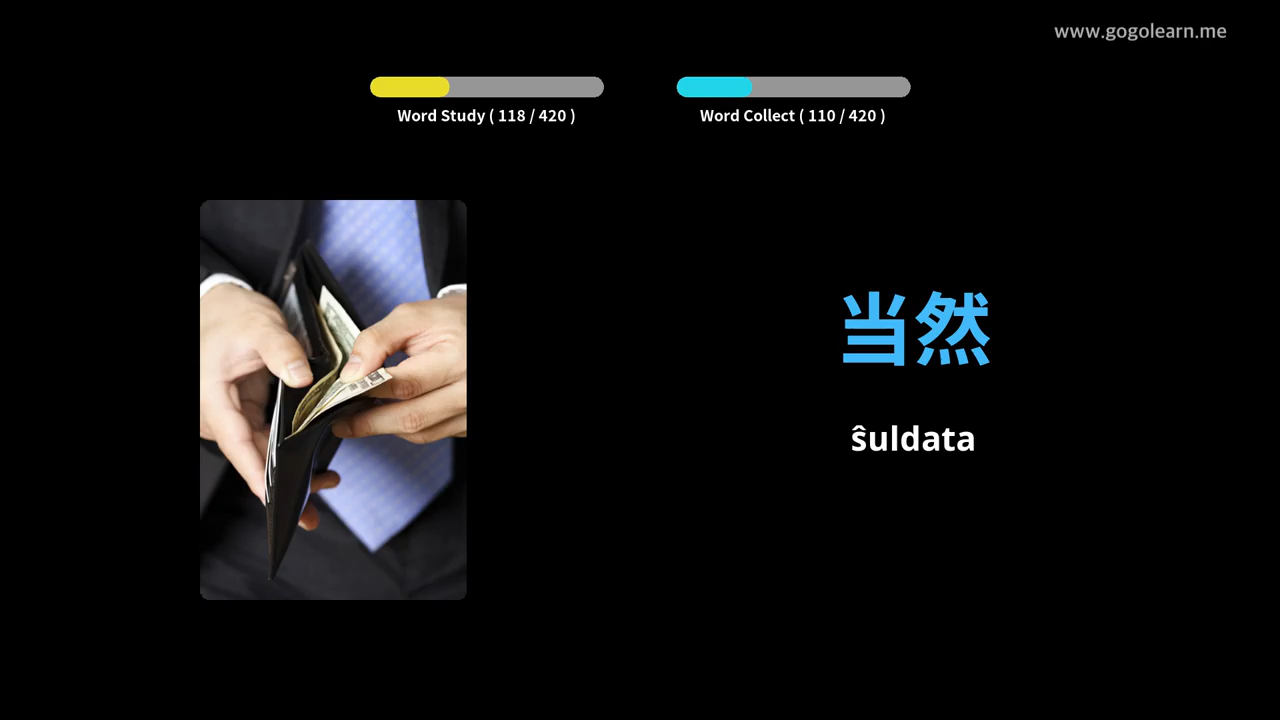 www.gogolearn.me
Word Study ( 118 / 420 )
Word Collect ( 110 / 420 )
当然
ŝuldata